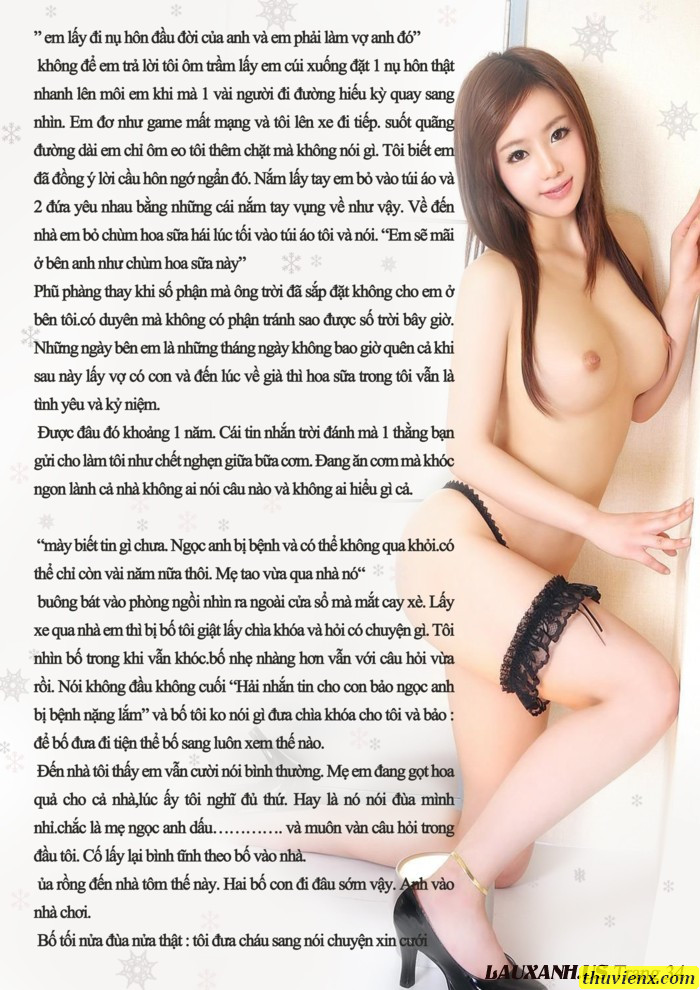 ” em lấy đi nụ hôn đầu đời của anh và em phải làm vợ anh đó”
không để em trả lời tôi ôm trầm lấy em cúi xuống đặt 1 nụ hôn thật
nhanh lên môi em khi mà 1 vài người đi đường hiếu kỳ quay sang
nhìn. Em đơ như game mất mạng và tôi lên xe đi tiếp. suốt quãng
đường dài em chỉ ôm eo tôi thêm chặt mà không nói gì. Tôi biết em
đã đồng ý lời cầu hôn ngớ ngẩn đó. Nắm lấy tay em bỏ vào túi áo và
2 đứa yêu nhau bằng những cái nắm tay vụng về như vậy. Về đến
nhà em bỏ chùm hoa sữa hái lúc tối vào túi áo tôi và nói. “Em sẽ mãi
ở bên anh như chùm hoa sữa này”
Phũ phàng thay khi số phận mà ông trời đã sắp đặt không cho em ở
bên tôi.có duyên mà không có phận tránh sao được số trời bây giờ.
Những ngày bên em là những tháng ngày không bao giờ quên cả khi
sau này lấy vợ có con và đến lúc về già thì hoa sữa trong tôi vẫn là
tình yêu và kỷ niệm.
Được đâu đó khoảng 1 năm. Cái tin nhắn trời đánh mà 1 thằng bạn
gửi cho làm tôi như chết nghẹn giữa bữa cơm. Đang ăn cơm mà khóc
ngon lành cả nhà không ai nói câu nào và không ai hiểu gì cả.
“mày biết tin gì chưa. Ngọc anh bị bệnh và có thể không qua khỏi.có
thể chỉ còn vài năm nữa thôi. Mẹ tao vừa qua nhà nó“
buông bát vào phòng ngồi nhìn ra ngoài cửa sổ mà mắt cay xè. Lấy
xe qua nhà em thì bị bố tôi giật lấy chìa khóa và hỏi có chuyện gì. Tôi
nhìn bố trong khi vẫn khóc.bố nhẹ nhàng hơn vẫn với câu hỏi vừa
rồi. Nói không đầu không cuối “Hải nhắn tin cho con bảo ngọc anh
bị bệnh nặng lắm” và bố tôi ko nói gì đưa chìa khóa cho tôi và bảo :
để bố đưa đi tiện thể bố sang luôn xem thế nào.
Đến nhà tôi thấy em vẫn cười nói bình thường. Mẹ em đang gọt hoa
quả cho cả nhà,lúc ấy tôi nghĩ đủ thứ. Hay là nó nói đùa mình
nhỉ.chắc là mẹ ngọc anh dấu…………. và muôn vàn câu hỏi trong
đầu tôi. Cố lấy lại bình tĩnh theo bố vào nhà.
ủa rồng đến nhà tôm thế này. Hai bố con đi đâu sớm vậy. Anh vào
nhà chơi.
Bố tối nửa đùa nửa thật : tôi đưa cháu sang nói chuyện xin cưới
LAUXANH.US Trang 34
thuvienx.com